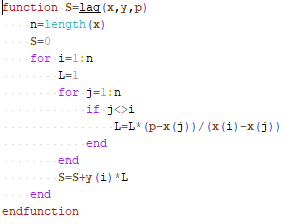 function S=lag(x,y,p)
    n=length(x)
    S=0
    for i=1:n
        L=1
        for j=1:n
            if j<>i
                L=L*(p-x(j))/(x(i)-x(j))
            end
        end
        S=S+y(i)*L
    end
endfunction